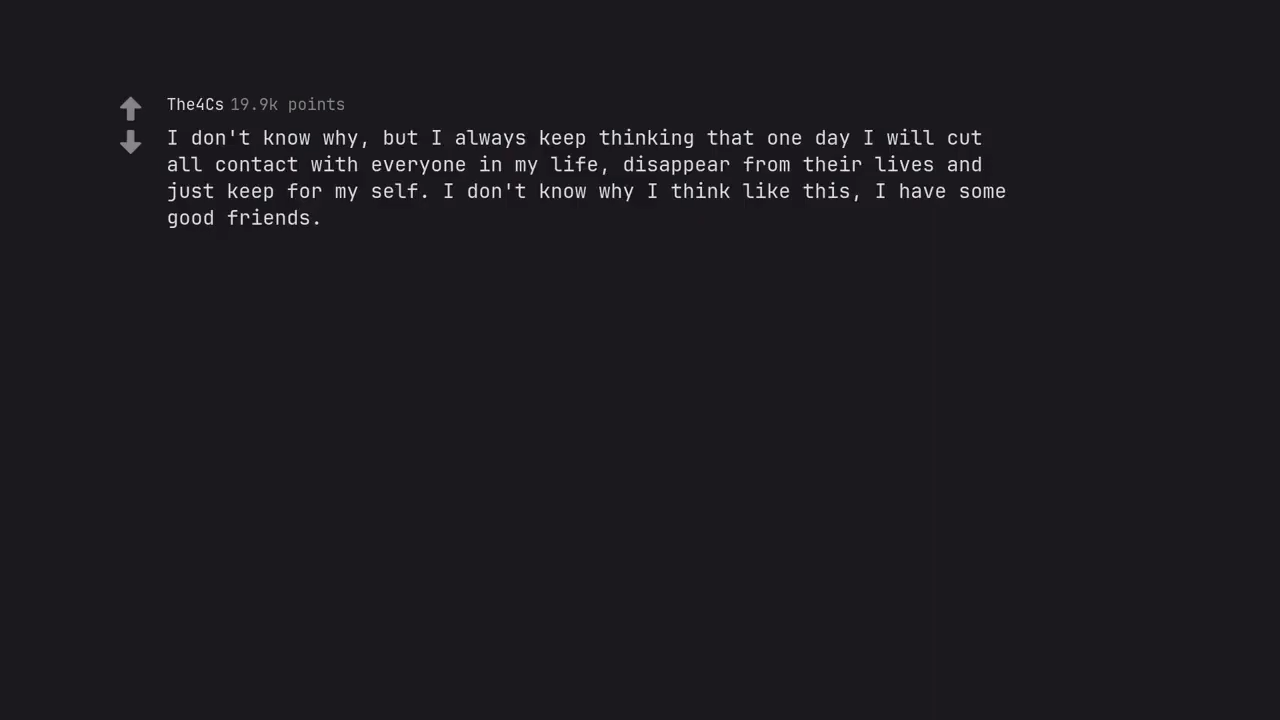 The4Cs 19.9k points
I don't know why, but I always keep thinking that one day I will cut
all contact with everyone in my life, disappear from their lives and
just keep for my self. I don't know why I think like this, I have some
good friends.